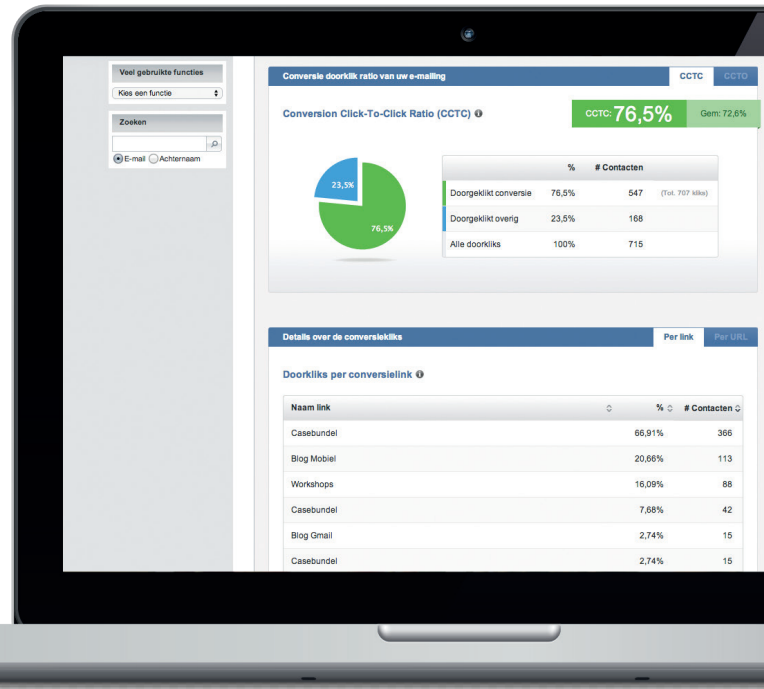 Veel gebruikte functies
Kies een functie
Zoeken
E-mail Achternaam
Conversie doorklik ratio van uw e-mailing CCTC CCTO
Conversion Click-To-Click Ratio (CCTC) CCTC: 76,5% Gem: 72,6%
23,5%
76,5%
% # Contacten
Doorgeklikt conversie 76,5% 547 (Tot. 707 kliks)
Doorgeklikt overig 23,5% 168
Alle doorkliks 100% 715
Details over de conversiekliks Per link Per URL
Doorkliks per conversielink
Naam link % # Contacten
Casebundel 66,91% 366
Blog Mobiel 20,66% 113
Workshops 16,09% 88
Casebundel 7,68% 42
Blog Gmail 2,74% 15
Casebundel 2,74% 15